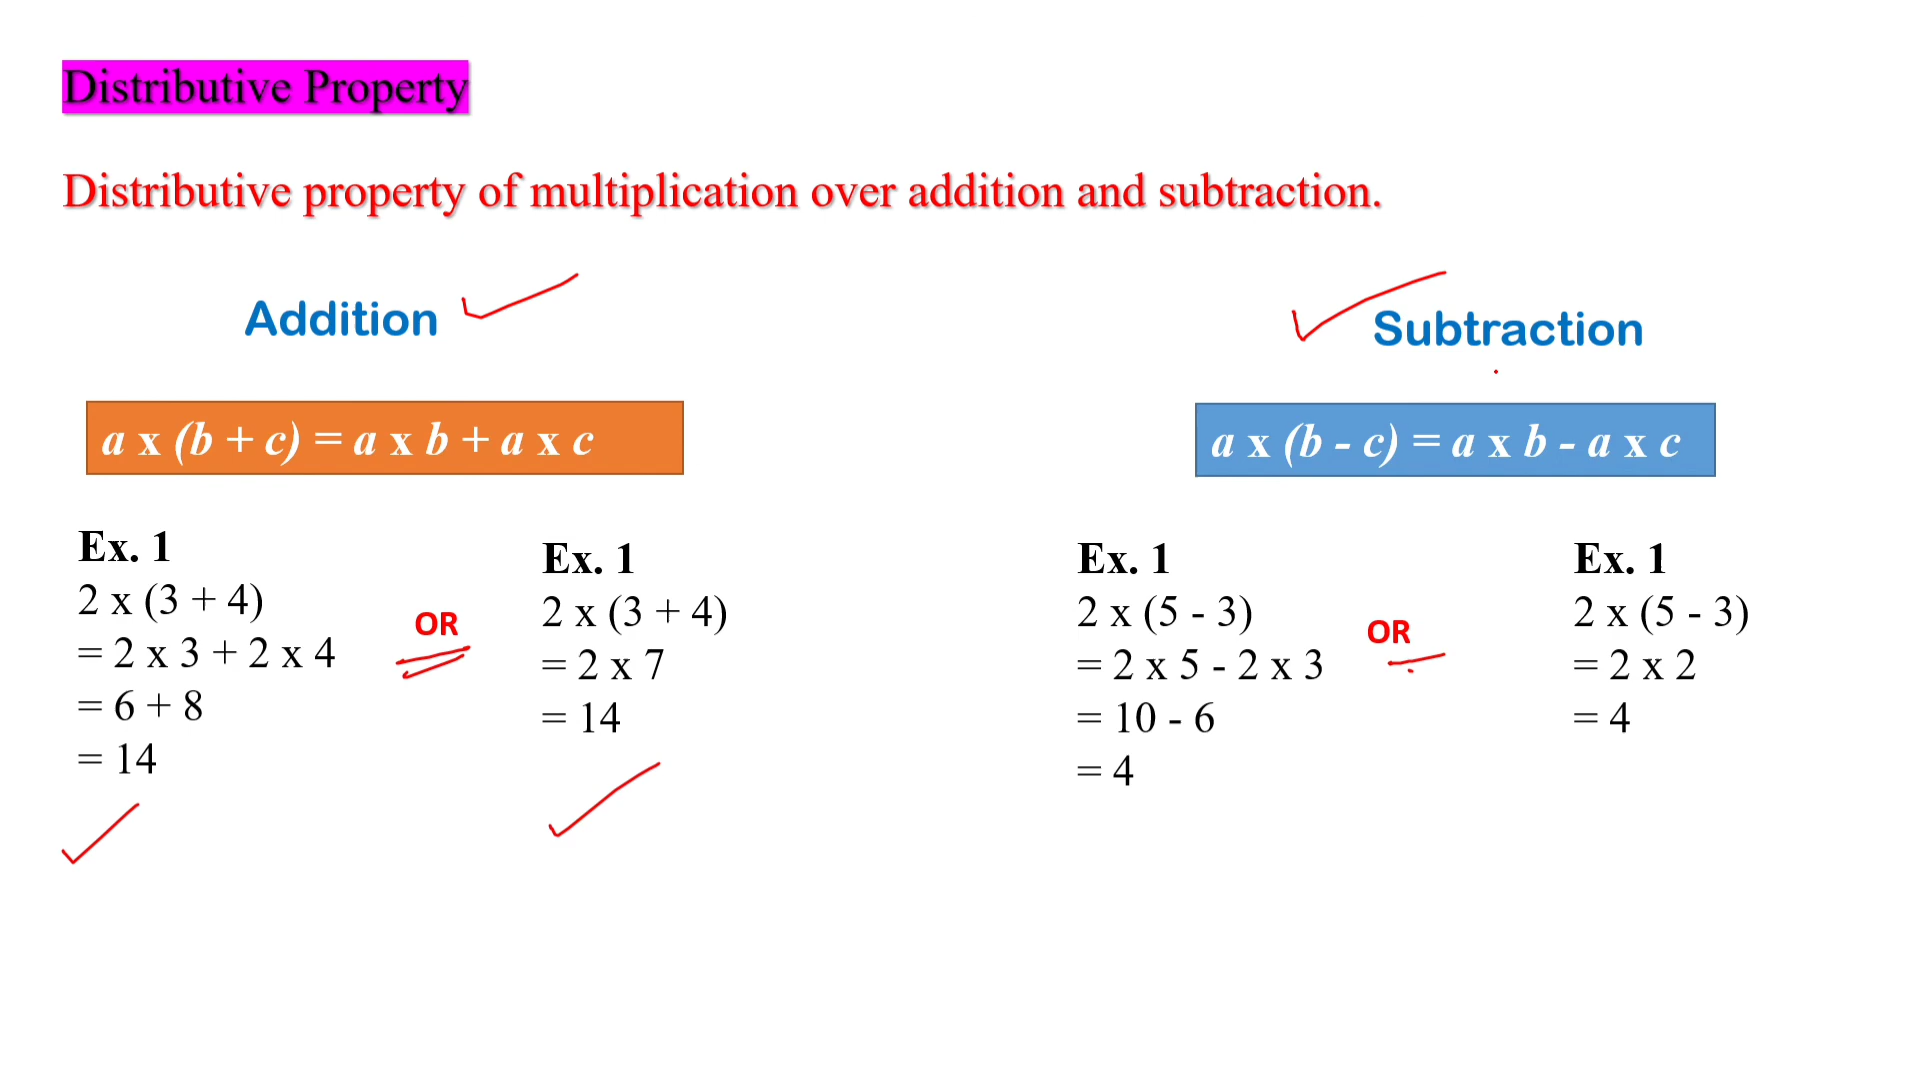 Distributive Property
Distributive property of multiplication over addition and subtraction.
Addition
a x (b + c) = a x b + a x c
Ex. 1
2 x (3 + 4)
= 2 x 3 + 2 x 4
= 6 + 8
= 14
OR
Ex. 1
2 x (3 + 4)
= 2 x 7
= 14
Subtraction
a x (b - c) = a x b - a x c
Ex. 1
2 x (5 - 3)
= 2 x 5 - 2 x 3
= 10 - 6
= 4
OR
Ex. 1
2 x (5 - 3)
= 2 x 2
= 4